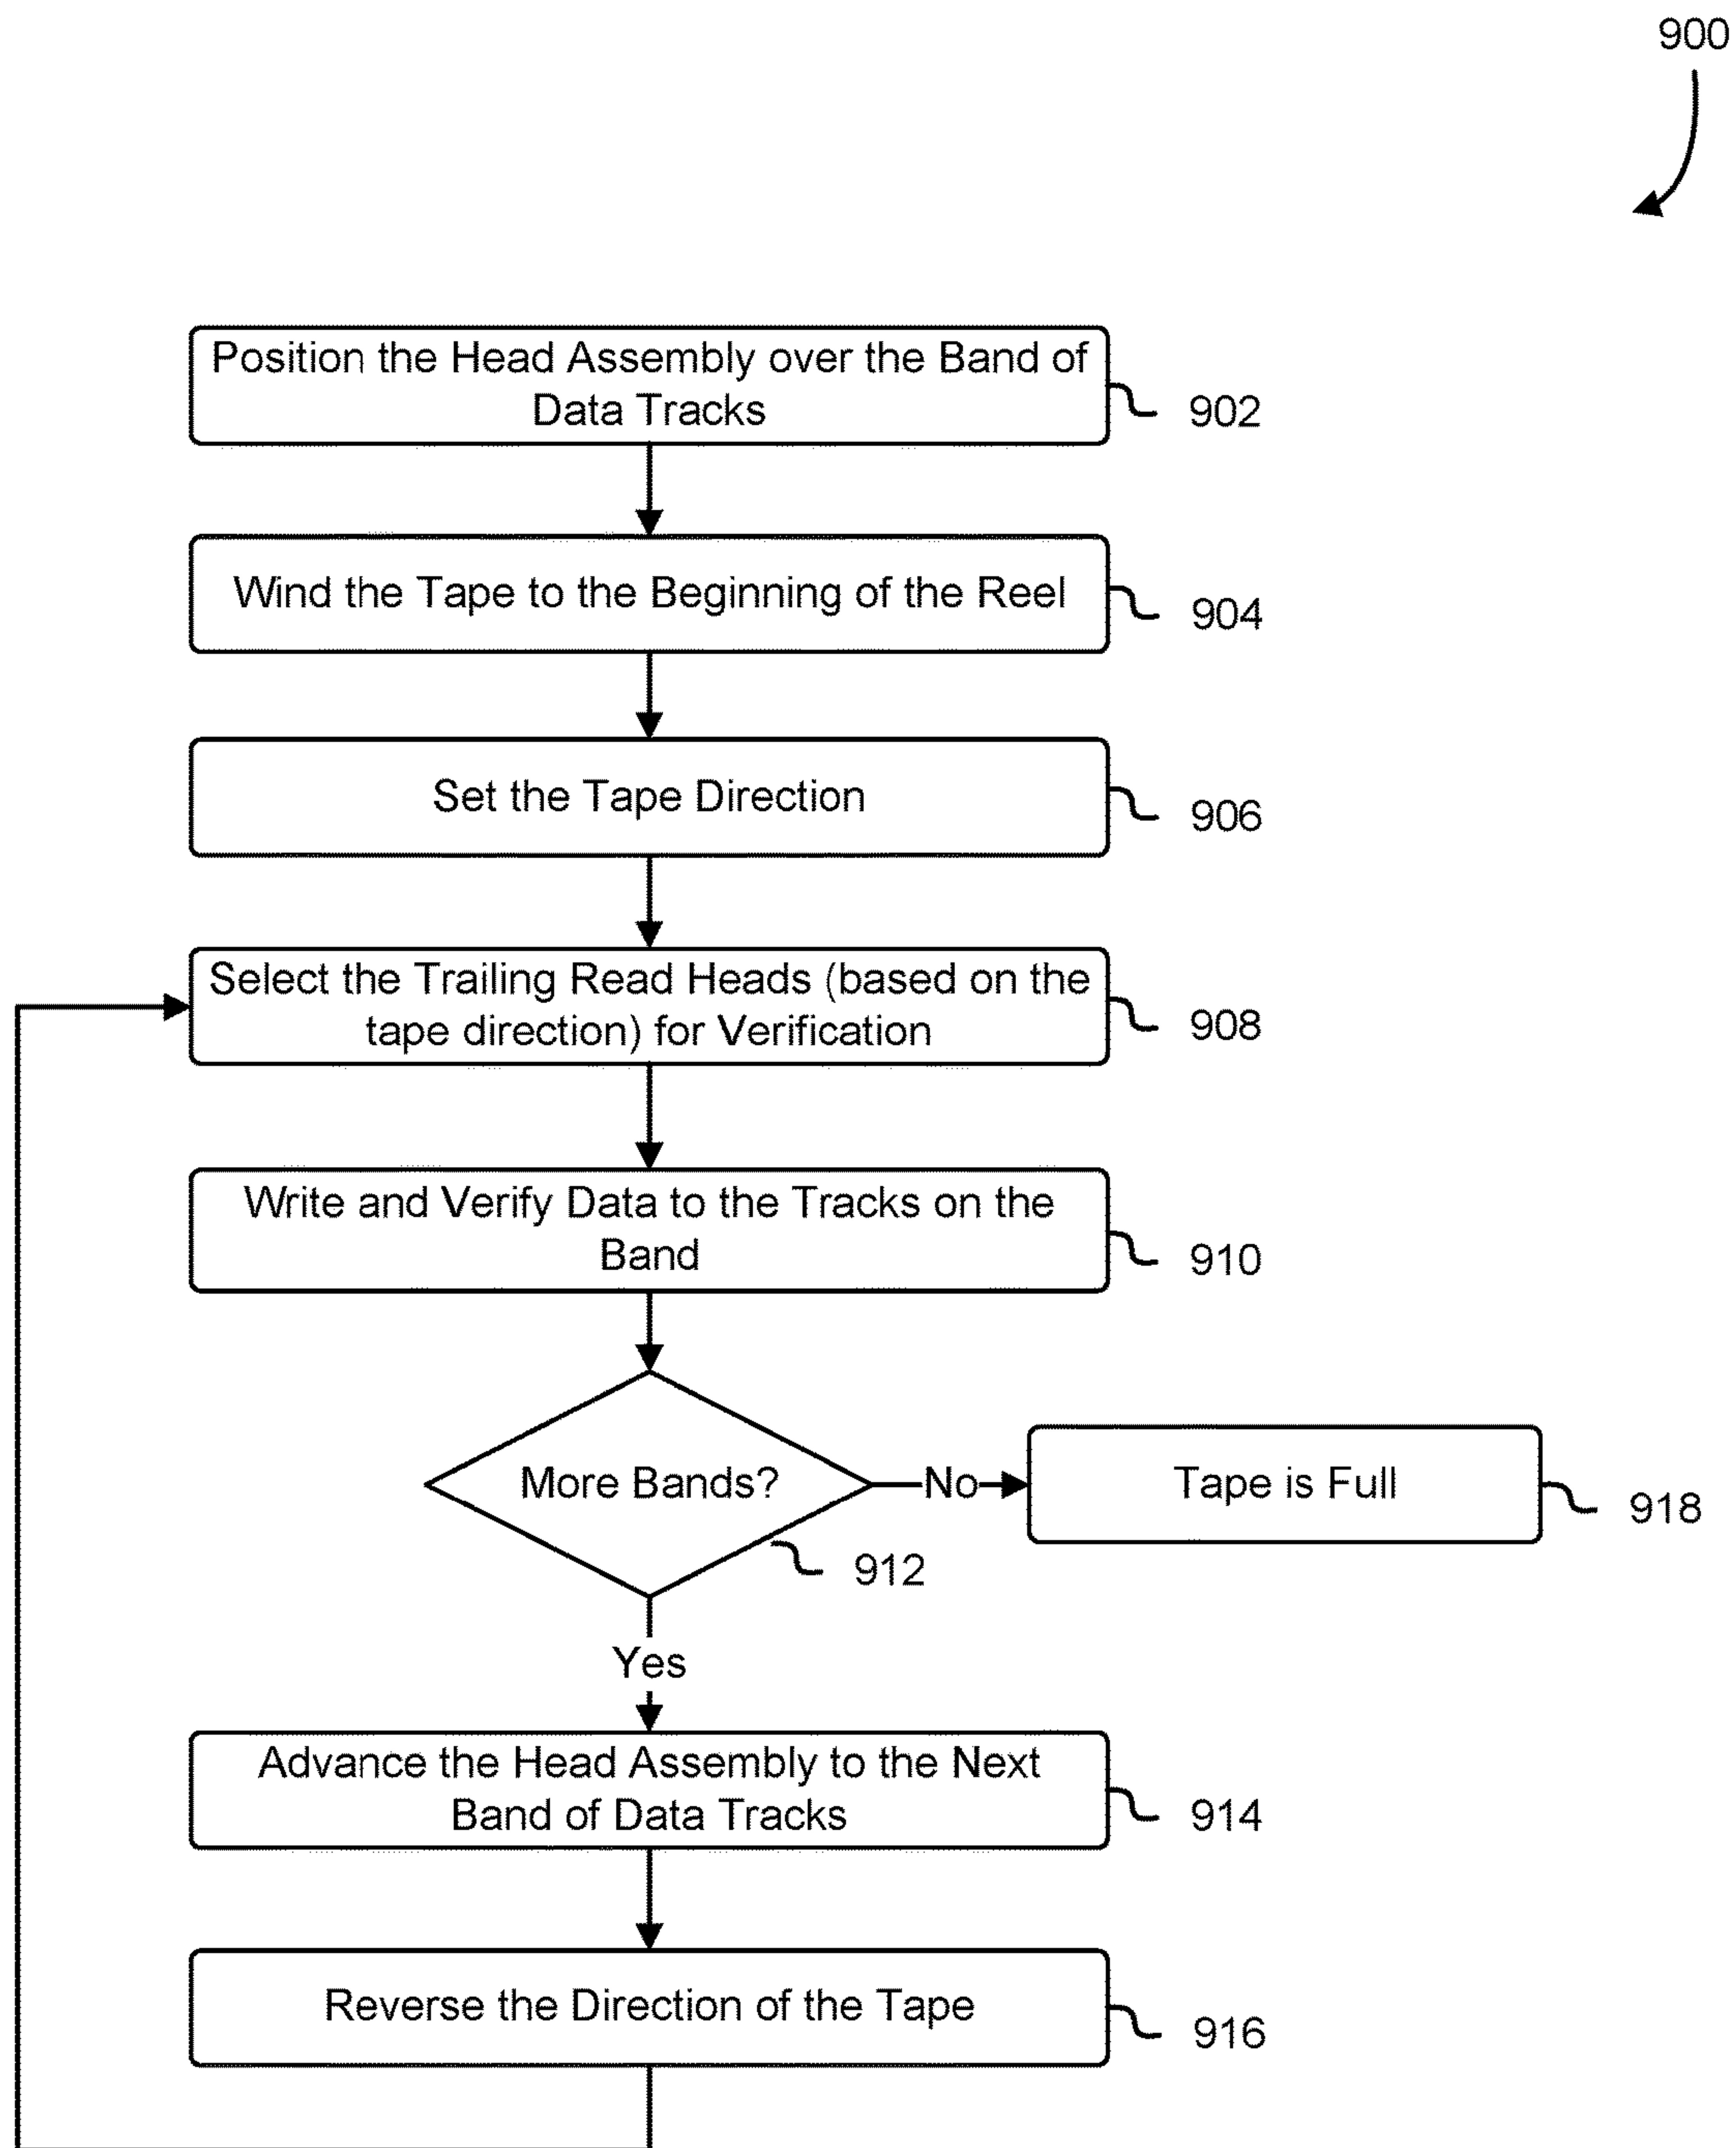 900
Position the Head Assembly over the Band of
Data Tracks
902
Wind the Tape to the Beginning of the Reel
904
Set the Tape Direction
906
Select the Trailing Read Heads (based on the
tape direction) for Verification
908
Write and Verify Data to the Tracks on the
Band
910
More Bands?
912
No
Tape is Full
918
Yes
Advance the Head Assembly to the Next
Band of Data Tracks
914
Reverse the Direction of the Tape
916